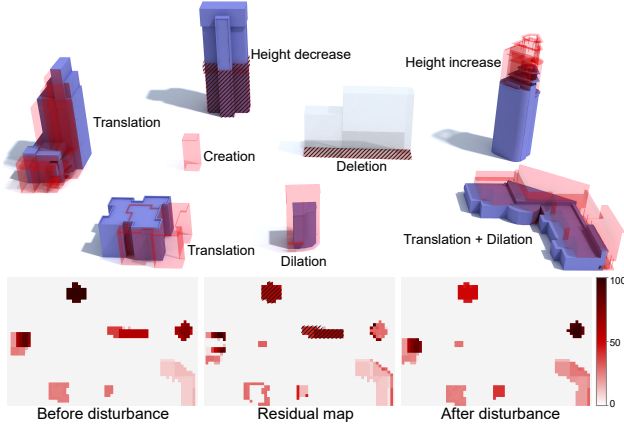 Height decrease
Height increase
Translation
Creation
Deletion
Translation
Dilation
Translation + Dilation
100
50
0
Before disturbance
Residual map
After disturbance